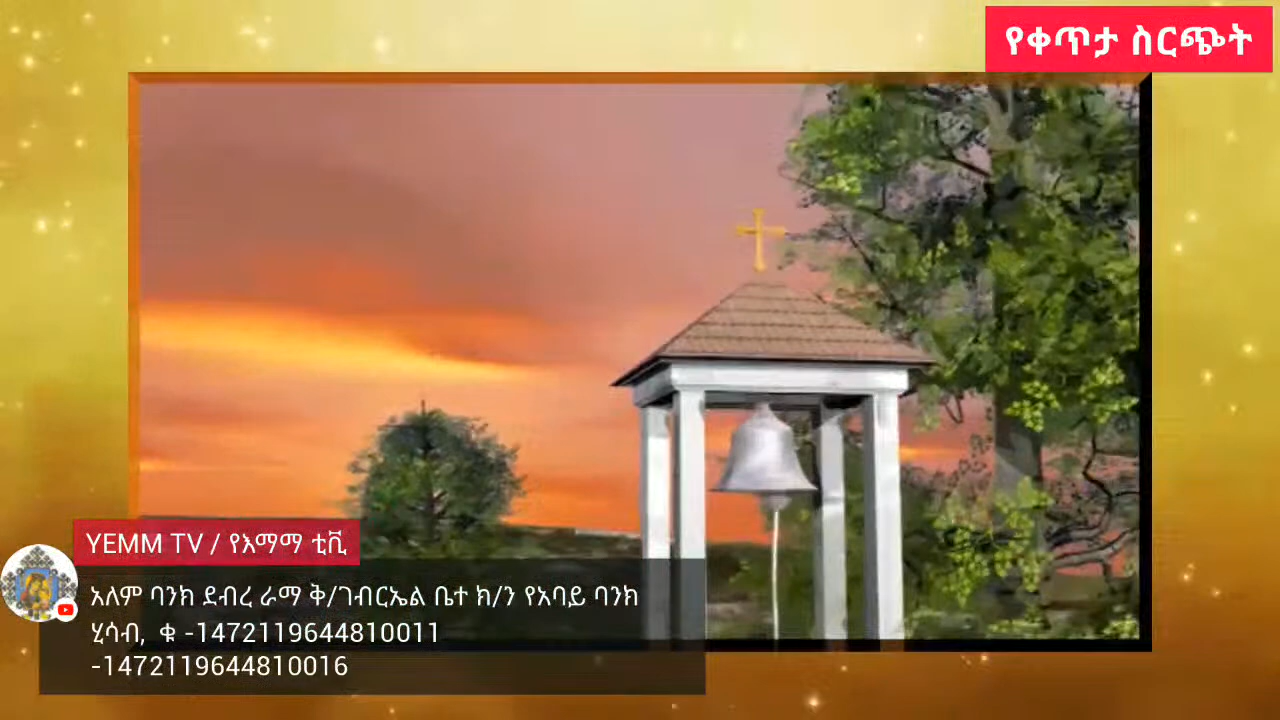 የቀጥታ ስርጭት
YEMM TV / የእማማ ቲቪ
አለም ባንክ ደብረ ራማ ቅ/ገብርኤል ቤተ ክ/ን የአባይ ባንክ
ሂሳብ, ቁ -1472119644810011
-1472119644810016